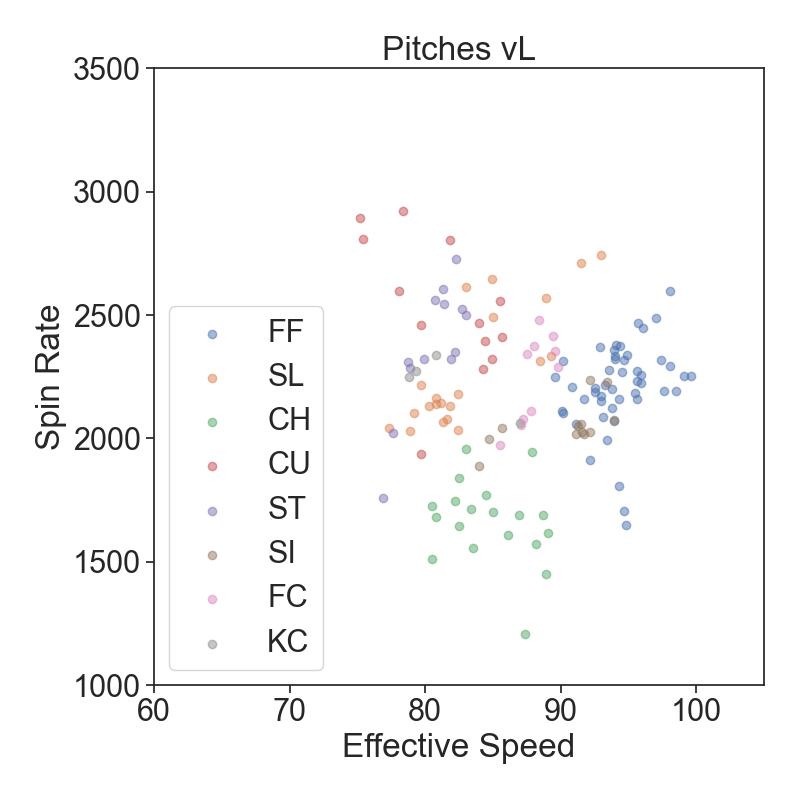 Pitches vL
3500
3000
2500
2000
1500
1000
Spin Rate
FF
SL
CH
CU
ST
SI
FC
KC
60 70 80 90 100
Effective Speed